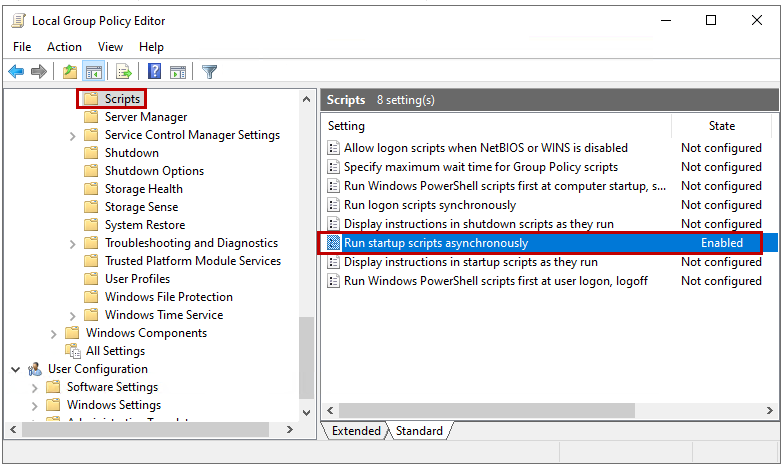 Local Group Policy Editor
File Action View Help
Scripts
Server Manager
Service Control Manager Settings
Shutdown
Shutdown Options
Storage Health
Storage Sense
System Restore
Troubleshooting and Diagnostics
Trusted Platform Module Services
User Profiles
Windows File Protection
Windows Time Service
Windows Components
All Settings
User Configuration
Software Settings
Windows Settings
Scripts 8 setting(s)
Setting State
Allow logon scripts when NetBIOS or WINS is disabled Not configured
Specify maximum wait time for Group Policy scripts Not configured
Run Windows PowerShell scripts first at computer startup, s... Not configured
Run logon scripts synchronously Not configured
Display instructions in shutdown scripts as they run Not configured
Run startup scripts asynchronously Enabled
Display instructions in startup scripts as they run Not configured
Run Windows PowerShell scripts first at user logon, logoff Not configured
Extended Standard